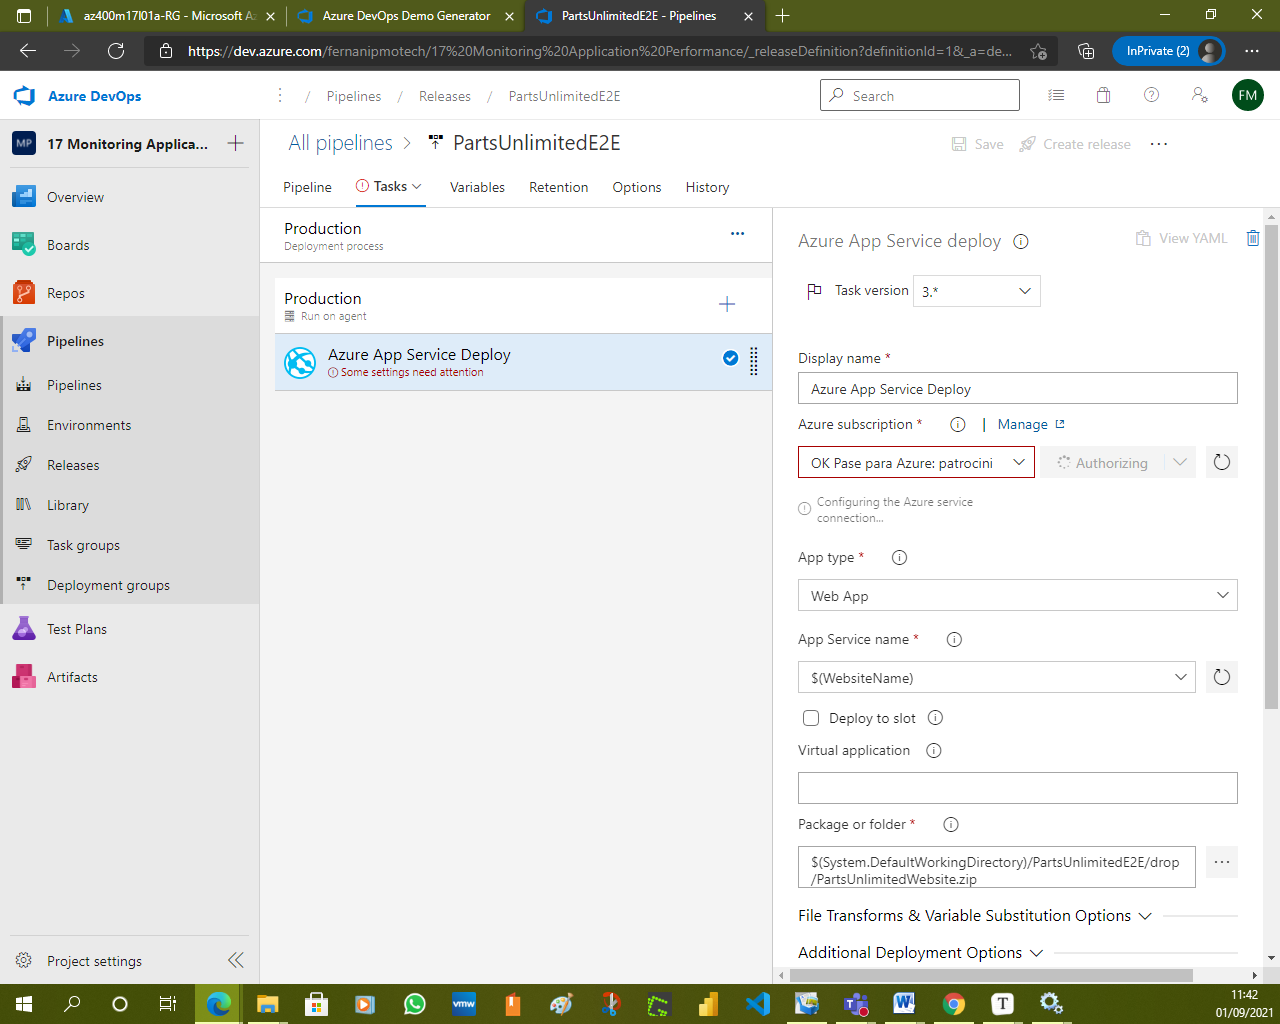 az400m17l01a-RG - Microsoft Az
Azure DevOps Demo Generator
PartsUnlimitedE2E - Pipelines
https://dev.azure.com/fernanipmotech/17%20Monitoring%20Application%20Performance/_releaseDefinition?definitionId=1&_a=de...
InPrivate (2)
Azure DevOps
/ Pipelines / Releases / PartsUnlimitedE2E
Search
FM
MP
17 Monitoring Applica...
All pipelines > PartsUnlimitedE2E
Save
Create release
Pipeline
Tasks
Variables
Retention
Options
History
Overview
Boards
Repos
Pipelines
Pipelines
Environments
Releases
Library
Task groups
Deployment groups
Test Plans
Artifacts
Project settings
Production
Deployment process
Production
Run on agent
Azure App Service Deploy
Some settings need attention
Azure App Service deploy
View YAML
Task version
3.*
Display name *
Azure App Service Deploy
Azure subscription *
| Manage
OK Pase para Azure: patrocini
Authorizing
Configuring the Azure service
connection...
App type *
Web App
App Service name *
$(WebsiteName)
Deploy to slot
Virtual application
Package or folder *
$(System.DefaultWorkingDirectory)/PartsUnlimitedE2E/drop
/PartsUnlimitedWebsite.zip
File Transforms & Variable Substitution Options
Additional Deployment Options
vmw
T
W
T
11:42
01/09/2021